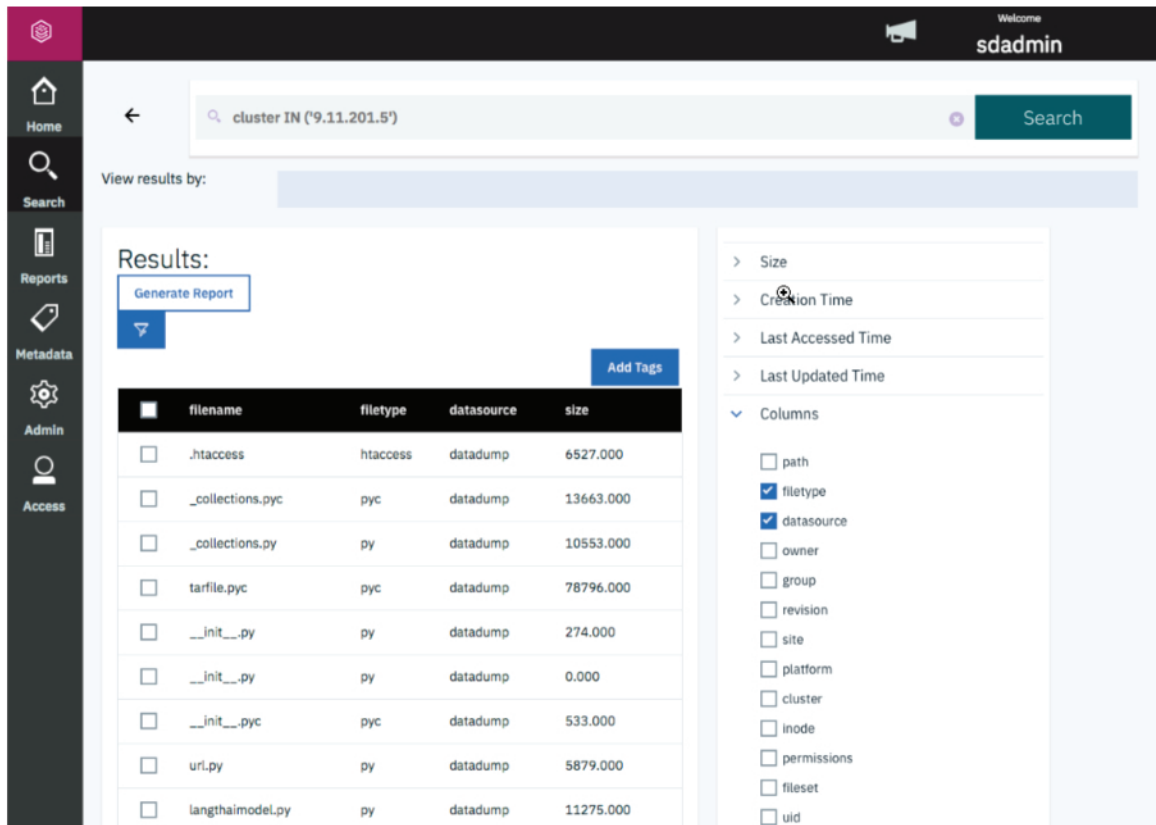 Welcome
sdadmin
Home
Search
Reports
Metadata
Admin
Access
cluster IN ('9.11.201.5')
Search
View results by:
Results:
Generate Report
Add Tags
filename filetype datasource size
.htaccess htaccess datadump 6527.000
_collections.pyc pyc datadump 13663.000
_collections.py py datadump 10553.000
tarfile.pyc pyc datadump 78796.000
__init__.py py datadump 274.000
__init__.py py datadump 0.000
__init__.pyc pyc datadump 533.000
url.py py datadump 5879.000
langthaimodel.py py datadump 11275.000
Size
Creation Time
Last Accessed Time
Last Updated Time
Columns
path
filetype
datasource
owner
group
revision
site
platform
cluster
inode
permissions
fileset
uid